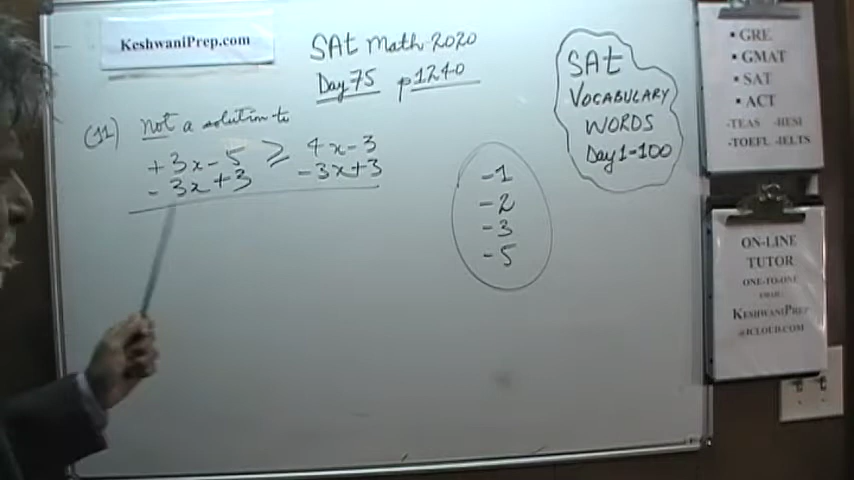 KeshwaniPrep.com
SAt Math 2020
Day 75 p1240
(11) not a solution to
+3x-5 ≥ 4x-3
-3x+3 -3x+3
-1
-2
-3
-5
SAt
VOCABULARY
WORDS
Day 1-100
• GRE
• GMAT
• SAT
• ACT
-TEAS -HESI
-TOEFL -IELTS
ON-LINE
TUTOR
ONE-TO-ONE
EMAIL:
KESHWANIPREP
@ICLOUD.COM